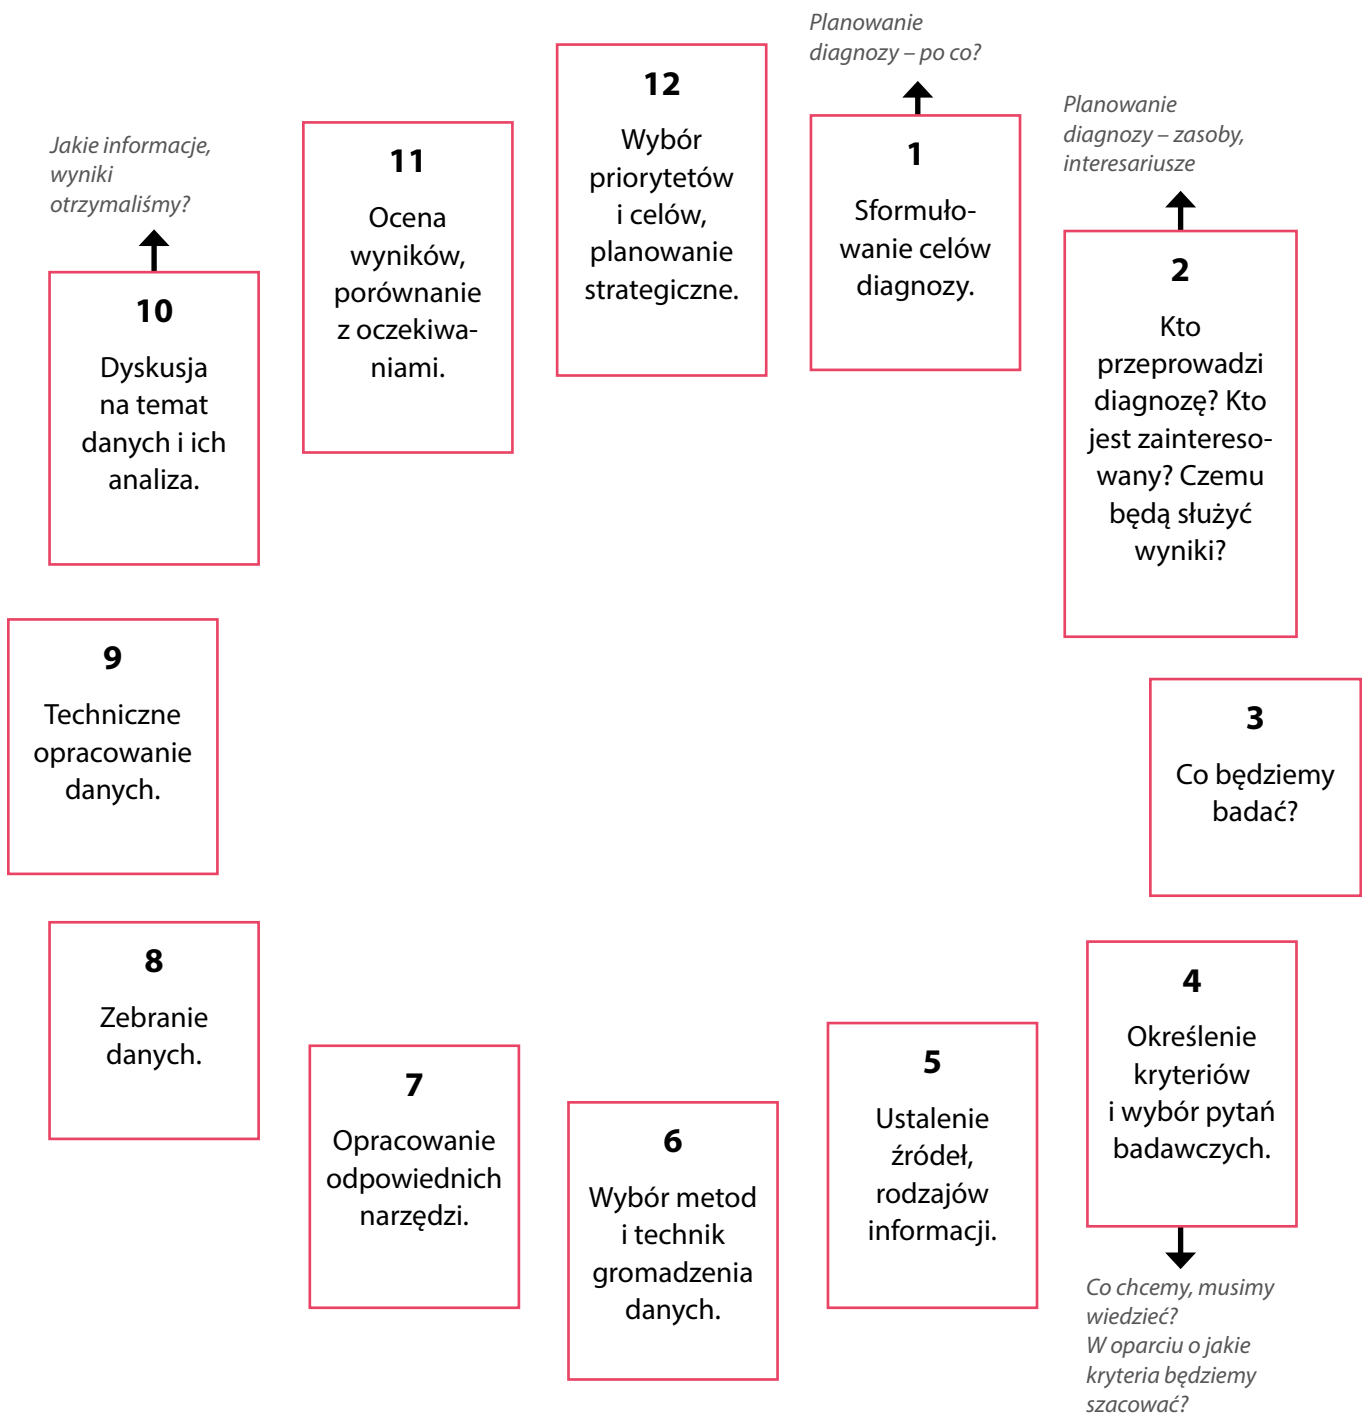 Planowanie
diagnozy – po co?
1
Sformuło-
wanie celów
diagnozy.
Planowanie
diagnozy – zasoby,
interesariusze
2
Kto
przeprowadzi
diagnozę? Kto
jest zaintereso-
wany? Czemu
będą służyć
wyniki?
3
Co będziemy
badać?
4
Określenie
kryteriów
i wybór pytań
badawczych.
Co chcemy, musimy
wiedzieć?
W oparciu o jakie
kryteria będziemy
szacować?
5
Ustalenie
źródeł,
rodzajów
informacji.
6
Wybór metod
i technik
gromadzenia
danych.
7
Opracowanie
odpowiednich
narzędzi.
8
Zebranie
danych.
9
Techniczne
opracowanie
danych.
Jakie informacje,
wyniki
otrzymaliśmy?
10
Dyskusja
na temat
danych i ich
analiza.
11
Ocena
wyników,
porównanie
z oczekiwa-
niami.
12
Wybór
priorytetów
i celów,
planowanie
strategiczne.